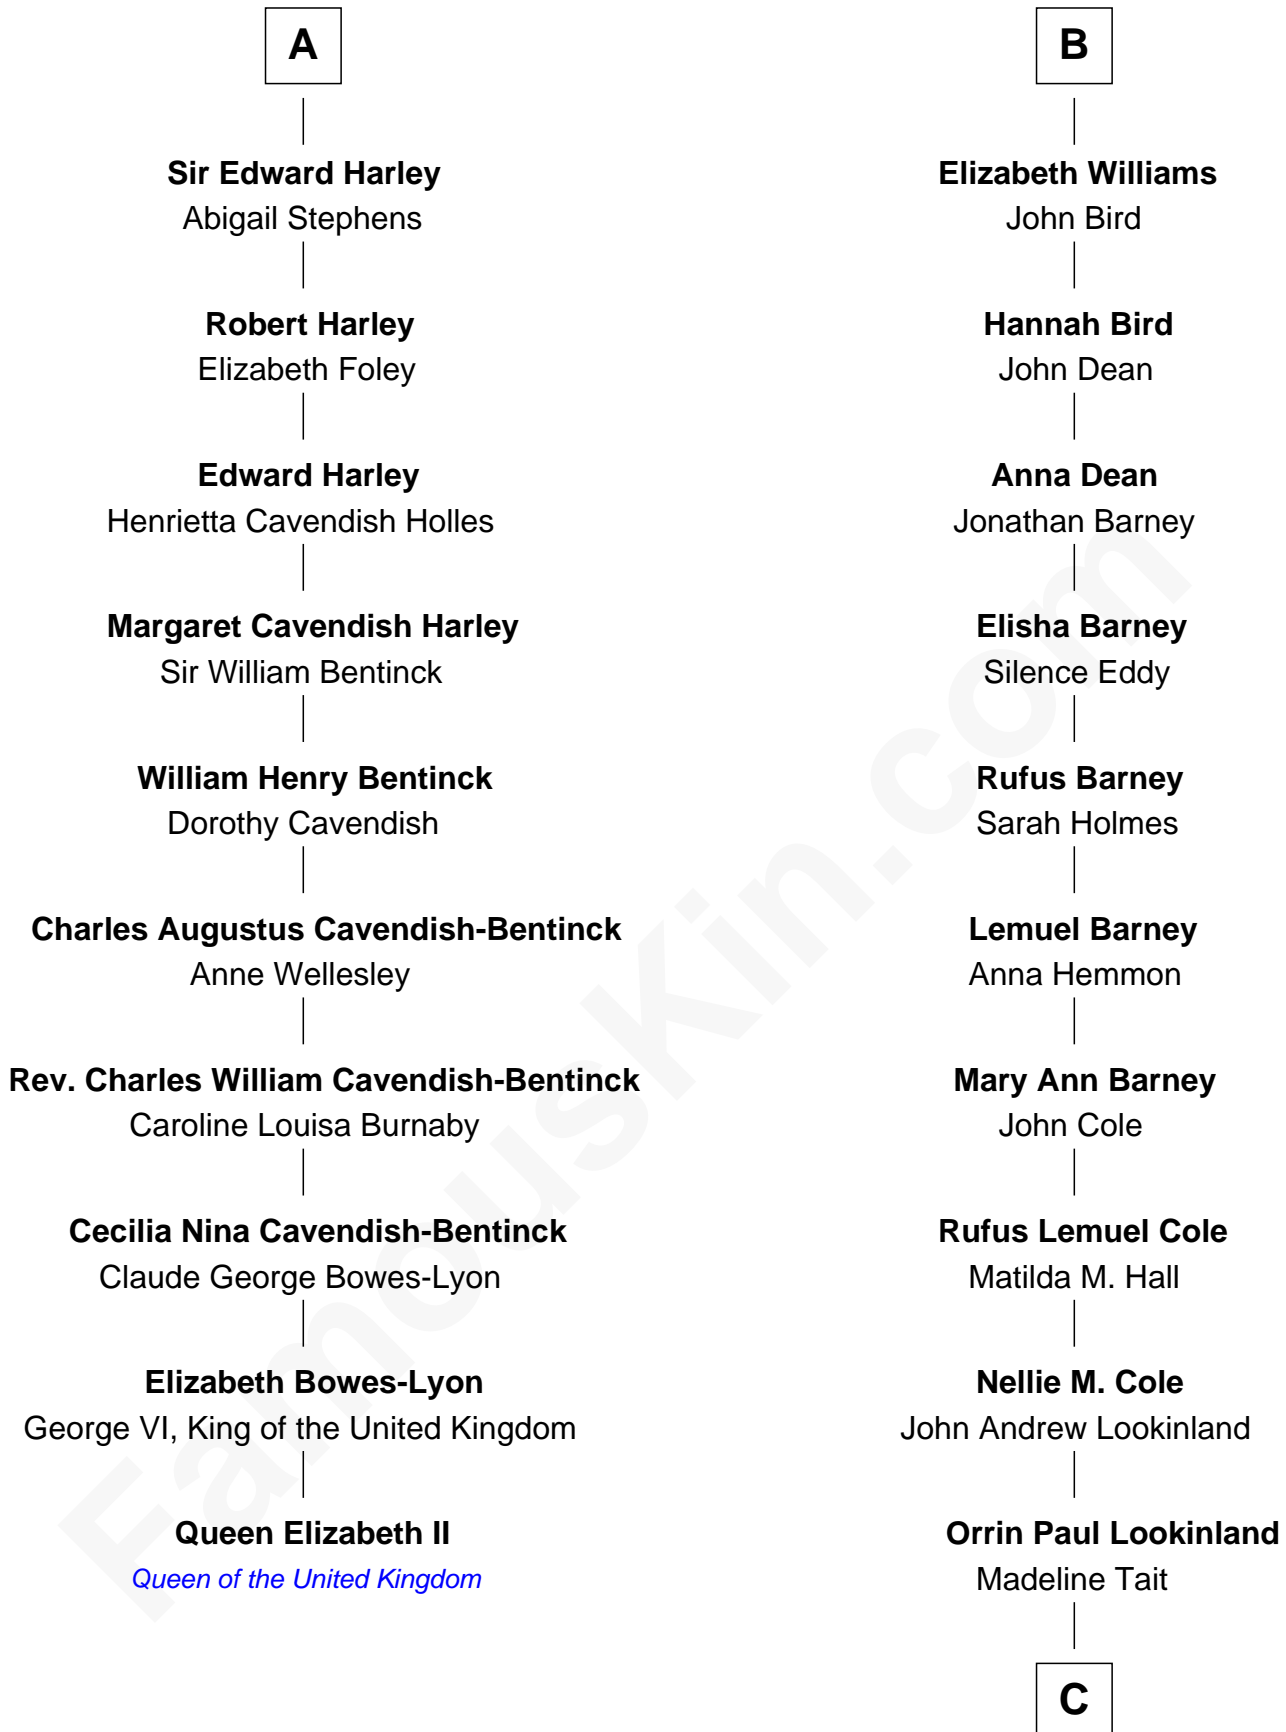 A
Sir Edward Harley
Abigail Stephens
Robert Harley
Elizabeth Foley
Edward Harley
Henrietta Cavendish Holles
Margaret Cavendish Harley
Sir William Bentinck
William Henry Bentinck
Dorothy Cavendish
Charles Augustus Cavendish-Bentinck
Anne Wellesley
Rev. Charles William Cavendish-Bentinck
Caroline Louisa Burnaby
Cecilia Nina Cavendish-Bentinck
Claude George Bowes-Lyon
Elizabeth Bowes-Lyon
George VI, King of the United Kingdom
Queen Elizabeth II
Queen of the United Kingdom
B
Elizabeth Williams
John Bird
Hannah Bird
John Dean
Anna Dean
Jonathan Barney
Elisha Barney
Silence Eddy
Rufus Barney
Sarah Holmes
Lemuel Barney
Anna Hemmon
Mary Ann Barney
John Cole
Rufus Lemuel Cole
Matilda M. Hall
Nellie M. Cole
John Andrew Lookinland
Orrin Paul Lookinland
Madeline Tait
C
FamousKin.com